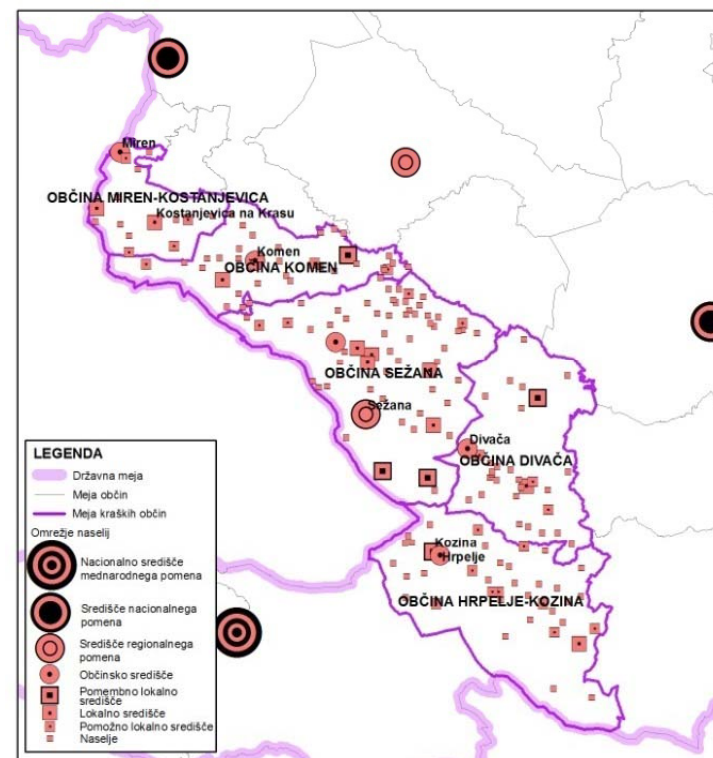 Miren
OBČINA MIREN-KOSTANJEVICA
Kostanjevica na Krasu
Komen
OBČINA KOMEN
OBČINA SEŽANA
Sežana
Divača
OBČINA DIVAČA
Kozina
Hrpelje
OBČINA HRPELJE-KOZINA
LEGENDA
Državna meja
Meja občin
Meja kraških občin
Omrežje naselij
Nacionalno središče
mednarodnega pomena
Središče nacionalnega
pomena
Središče regionalnega
pomena
Občinsko središče
Pomembno lokalno
središče
Lokalno središče
Pomožno lokalno središče
Naselje